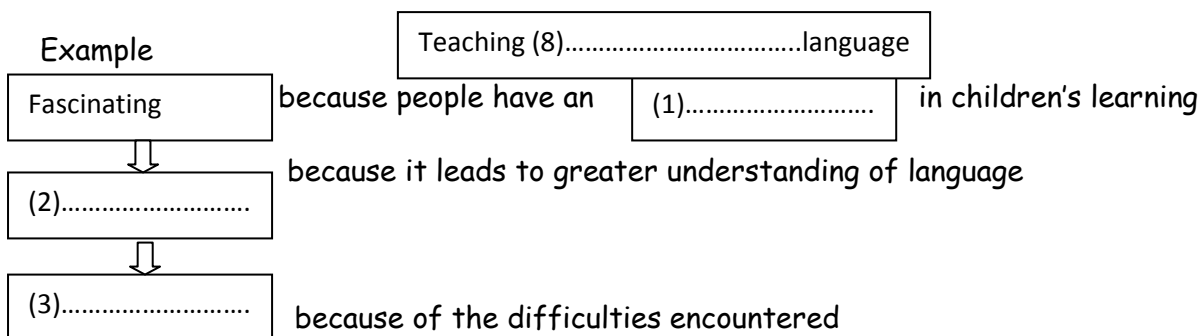 Teaching (8)…………………………….language
Example
Fascinating because people have an (1)………………………. in children's learning
because it leads to greater understanding of language
(2)……………………….
(3)……………………….
because of the difficulties encountered